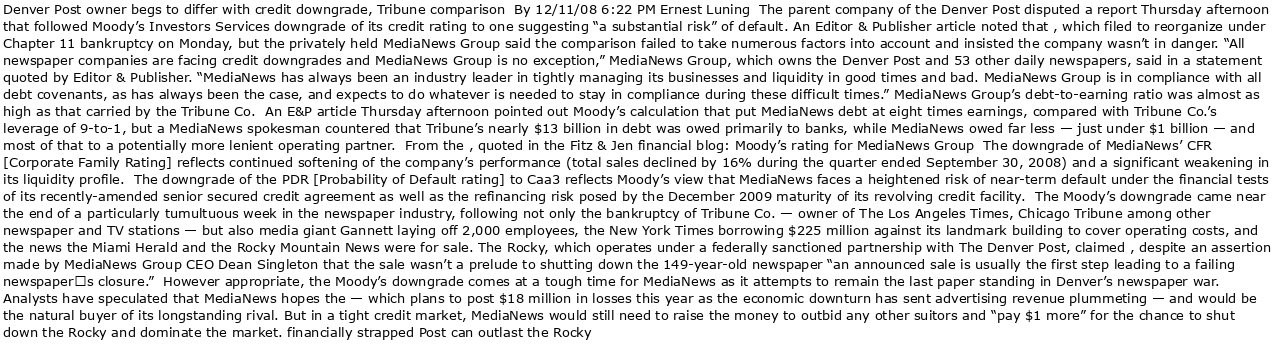 Denver Post owner begs to differ with credit downgrade, Tribune comparison  By 12/11/08 6:22 PM Ernest Luning  The parent company of the Denver Post disputed a report Thursday afternoon
that followed Moody’s Investors Services downgrade of its credit rating to one suggesting “a substantial risk” of default. An Editor & Publisher article noted that , which filed to reorganize under
Chapter 11 bankruptcy on Monday, but the privately held MediaNews Group said the comparison failed to take numerous factors into account and insisted the company wasn’t in danger. “All
newspaper companies are facing credit downgrades and MediaNews Group is no exception,” MediaNews Group, which owns the Denver Post and 53 other daily newspapers, said in a statement
quoted by Editor & Publisher. “MediaNews has always been an industry leader in tightly managing its businesses and liquidity in good times and bad. MediaNews Group is in compliance with all
debt covenants, as has always been the case, and expects to do whatever is needed to stay in compliance during these difficult times.” MediaNews Group’s debt-to-earning ratio was almost as
high as that carried by the Tribune Co.  An E&P article Thursday afternoon pointed out Moody’s calculation that put MediaNews debt at eight times earnings, compared with Tribune Co.’s
leverage of 9-to-1, but a MediaNews spokesman countered that Tribune’s nearly $13 billion in debt was owed primarily to banks, while MediaNews owed far less — just under $1 billion — and
most of that to a potentially more lenient operating partner.  From the , quoted in the Fitz & Jen financial blog: Moody’s rating for MediaNews Group  The downgrade of MediaNews’ CFR
[Corporate Family Rating] reflects continued softening of the company’s performance (total sales declined by 16% during the quarter ended September 30, 2008) and a significant weakening in
its liquidity profile.  The downgrade of the PDR [Probability of Default rating] to Caa3 reflects Moody’s view that MediaNews faces a heightened risk of near-term default under the financial tests
of its recently-amended senior secured credit agreement as well as the refinancing risk posed by the December 2009 maturity of its revolving credit facility.  The Moody’s downgrade came near
the end of a particularly tumultuous week in the newspaper industry, following not only the bankruptcy of Tribune Co. — owner of The Los Angeles Times, Chicago Tribune among other
newspaper and TV stations — but also media giant Gannett laying off 2,000 employees, the New York Times borrowing $225 million against its landmark building to cover operating costs, and
the news the Miami Herald and the Rocky Mountain News were for sale. The Rocky, which operates under a federally sanctioned partnership with The Denver Post, claimed , despite an assertion
made by MediaNews Group CEO Dean Singleton that the sale wasn’t a prelude to shutting down the 149-year-old newspaper “an announced sale is usually the first step leading to a failing
newspaper□s closure.”  However appropriate, the Moody’s downgrade comes at a tough time for MediaNews as it attempts to remain the last paper standing in Denver’s newspaper war.
Analysts have speculated that MediaNews hopes the — which plans to post $18 million in losses this year as the economic downturn has sent advertising revenue plummeting — and would be
the natural buyer of its longstanding rival. But in a tight credit market, MediaNews would still need to raise the money to outbid any other suitors and “pay $1 more” for the chance to shut
down the Rocky and dominate the market. financially strapped Post can outlast the Rocky